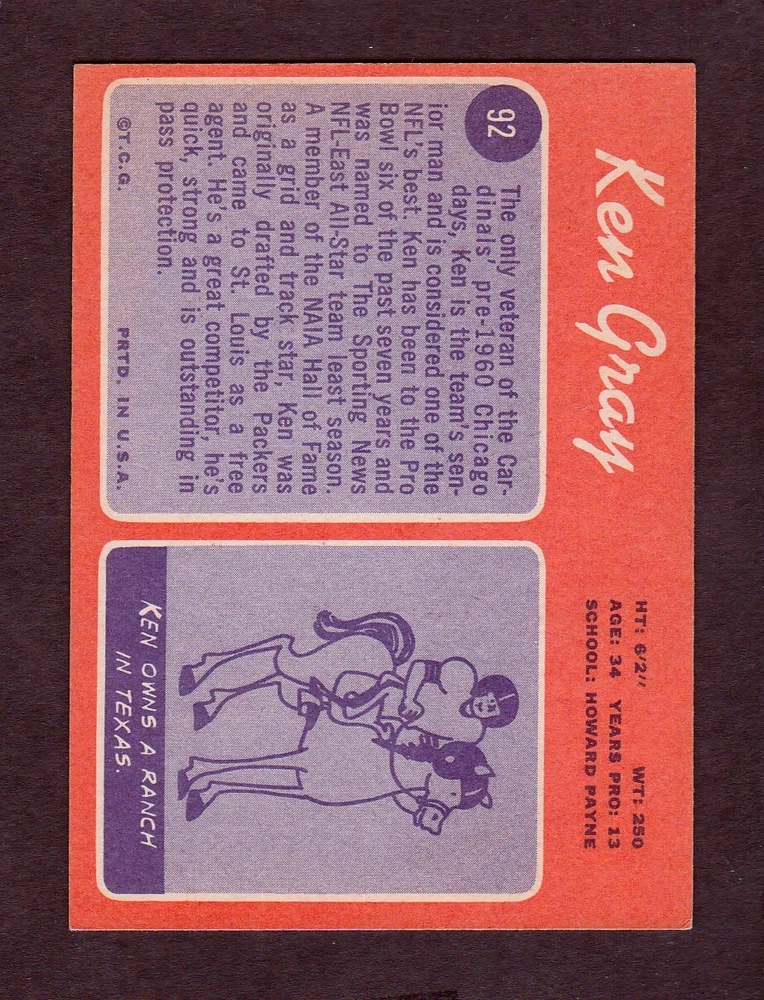 Ken Gray
HT: 6'2" WT: 250
AGE: 34 YEARS PRO: 13
SCHOOL: HOWARD PAYNE
92
The only veteran of the Car-
dinals' pre-1960 Chicago
days, Ken is the team's sen-
ior man and is considered one of the
NFL's best. Ken has been to the Pro
Bowl six of the past seven years and
was named to The Sporting News
NFL-East All-Star team least season.
A member of the NAIA Hall of Fame
as a grid and track star, Ken was
originally drafted by the Packers
and came to St. Louis as a free
agent. He's a great competitor, he's
quick, strong and is outstanding in
pass protection.
©T.C.G. PRTD. IN U.S.A.
KEN OWNS A RANCH
IN TEXAS.